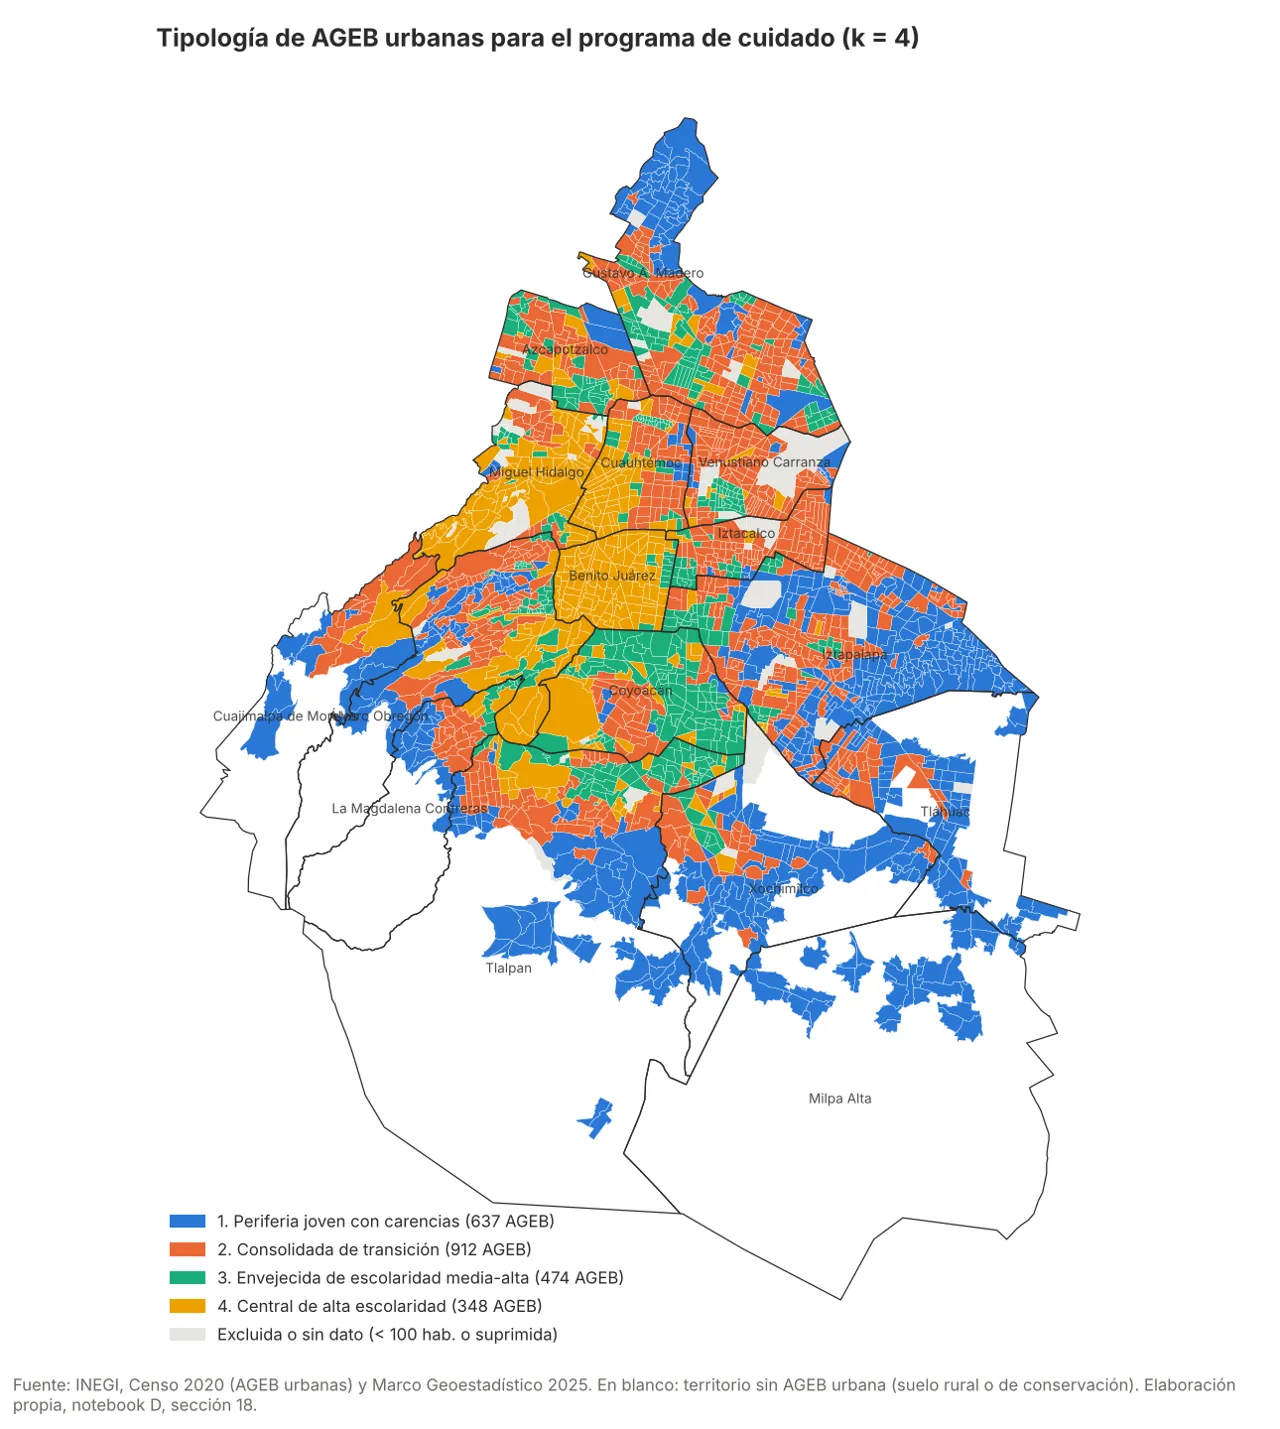 Tipología de AGEB urbanas para el programa de cuidado (k = 4)
Gustavo A. Madero
Azcapotzalco
Miguel Hidalgo
Cuauhtémoc
Venustiano Carranza
Iztacalco
Benito Juárez
Iztapalapa
Coyoacán
Cuajimalpa de Morelos
Álvaro Obregón
La Magdalena Contreras
Tláhuac
Xochimilco
Tlalpan
Milpa Alta
1. Periferia joven con carencias (637 AGEB)
2. Consolidada de transición (912 AGEB)
3. Envejecida de escolaridad media-alta (474 AGEB)
4. Central de alta escolaridad (348 AGEB)
Excluida o sin dato (< 100 hab. o suprimida)
Fuente: INEGI, Censo 2020 (AGEB urbanas) y Marco Geoestadístico 2025. En blanco: territorio sin AGEB urbana (suelo rural o de conservación). Elaboración
propia, notebook D, sección 18.